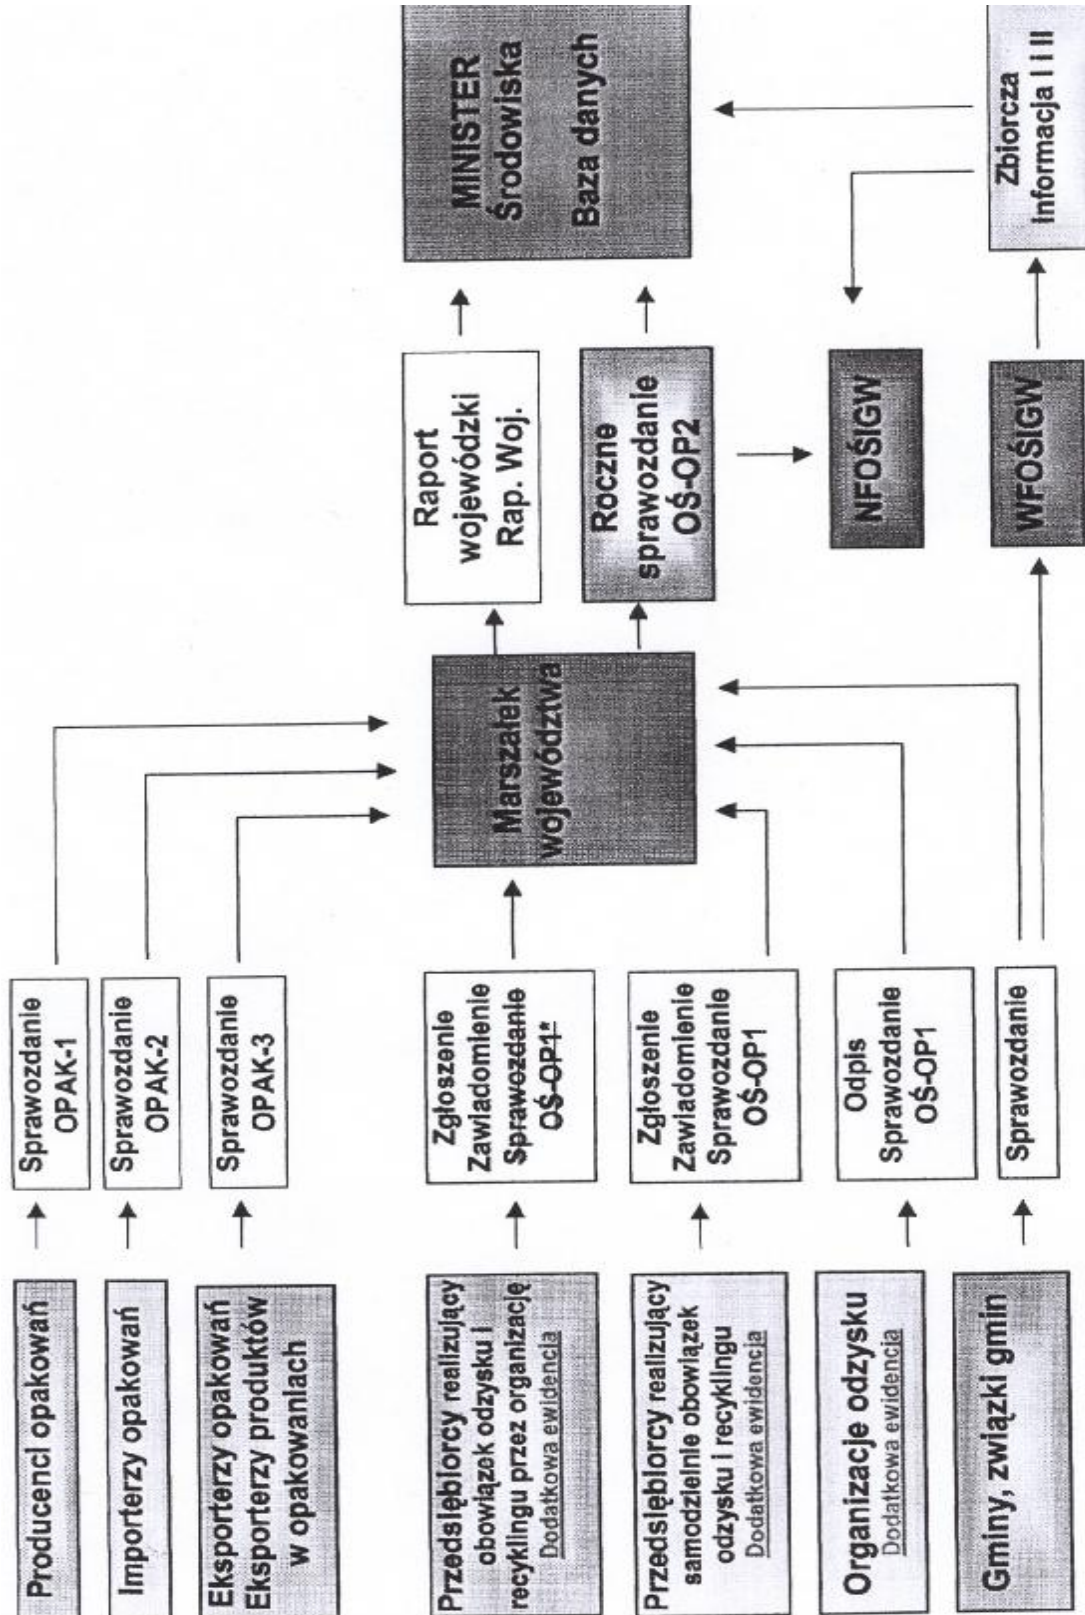 Producenci opakowań
Importerzy opakowań
Eksporterzy opakowań
Eksporterzy produktów
w opakowaniach
Przedsiębiorcy realizujący
obowiązek odzysku i
recyklingu przez organizację
Dodatkowa ewidencja
Przedsiębiorcy realizujący
samodzielnie obowiązek
odzysku i recyklingu
Dodatkowa ewidencja
Organizacje odzysku
Dodatkowa ewidencja
Gminy, związki gmin
Sprawozdanie
OPAK-1
Sprawozdanie
OPAK-2
Sprawozdanie
OPAK-3
Zgłoszenie
Zawiadomienie
Sprawozdanie
OŚ-OP1*
Zgłoszenie
Zawiadomienie
Sprawozdanie
OŚ-OP1
Odpis
Sprawozdanie
OŚ-OP1
Sprawozdanie
Marszałek
województwa
Raport
wojewódzki
Rap. Woj.
Roczne
sprawozdanie
OŚ-OP2
NFOŚIGW
WFOŚIGW
MINISTER
Środowiska
Baza danych
Zbiorcza
informacja I i II